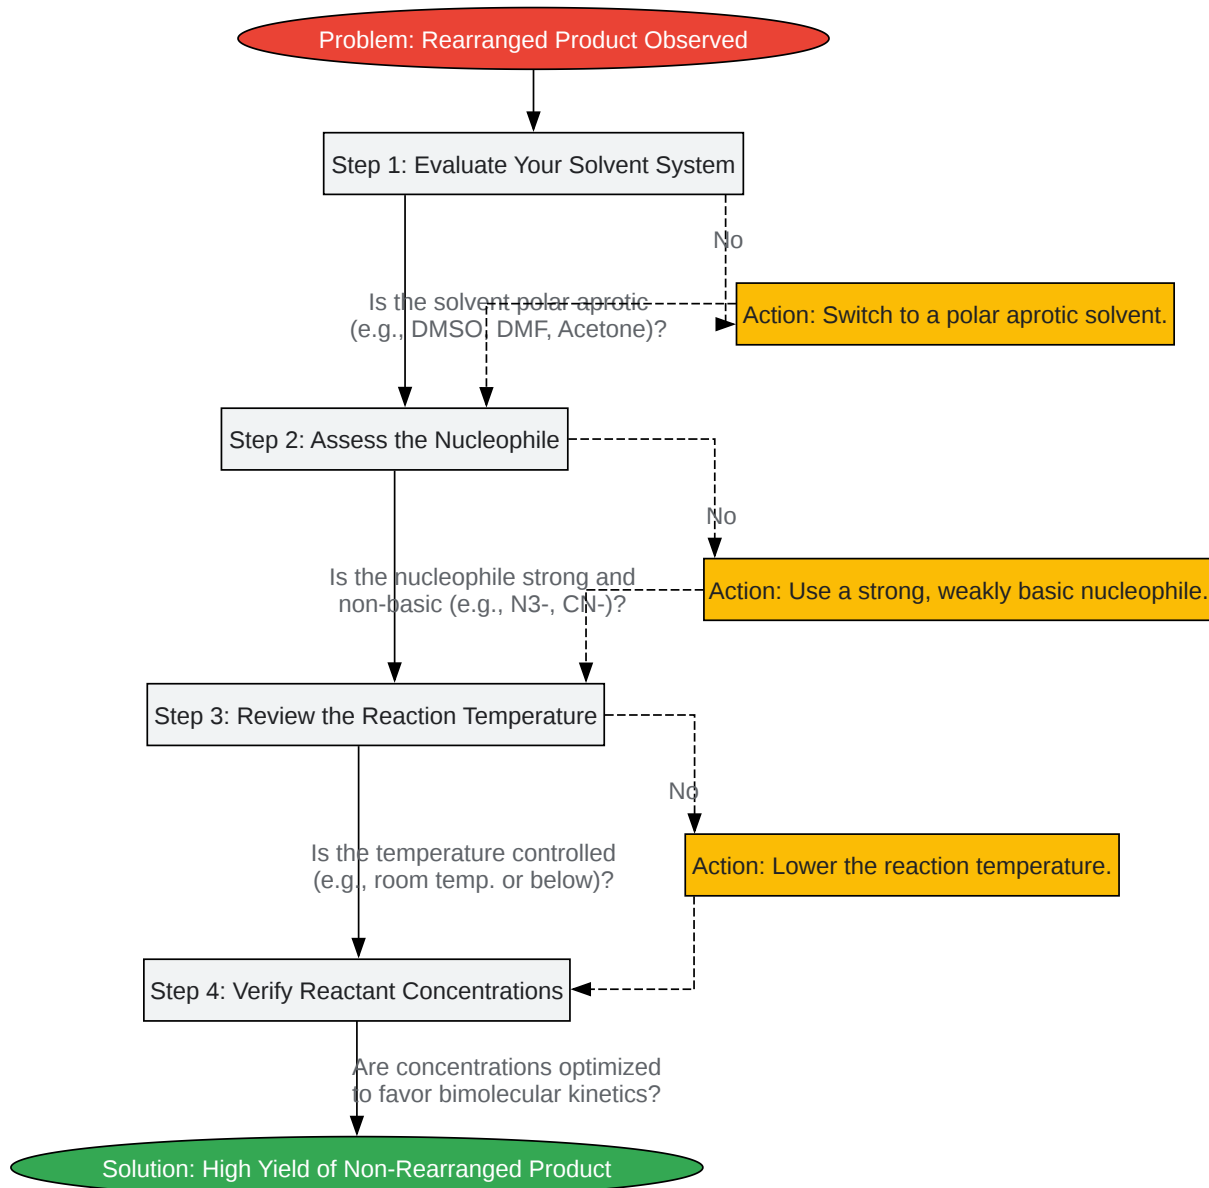 Problem: Rearranged Product Observed
Step 1: Evaluate Your Solvent System
No
Is the solvent polar aprotic
(e.g., DMSO, DMF, Acetone)?
Action: Switch to a polar aprotic solvent.
Step 2: Assess the Nucleophile
No
Is the nucleophile strong and
non-basic (e.g., N3-, CN-)?
Action: Use a strong, weakly basic nucleophile.
Step 3: Review the Reaction Temperature
No
Is the temperature controlled
(e.g., room temp. or below)?
Action: Lower the reaction temperature.
Step 4: Verify Reactant Concentrations
Are concentrations optimized
to favor bimolecular kinetics?
Solution: High Yield of Non-Rearranged Product